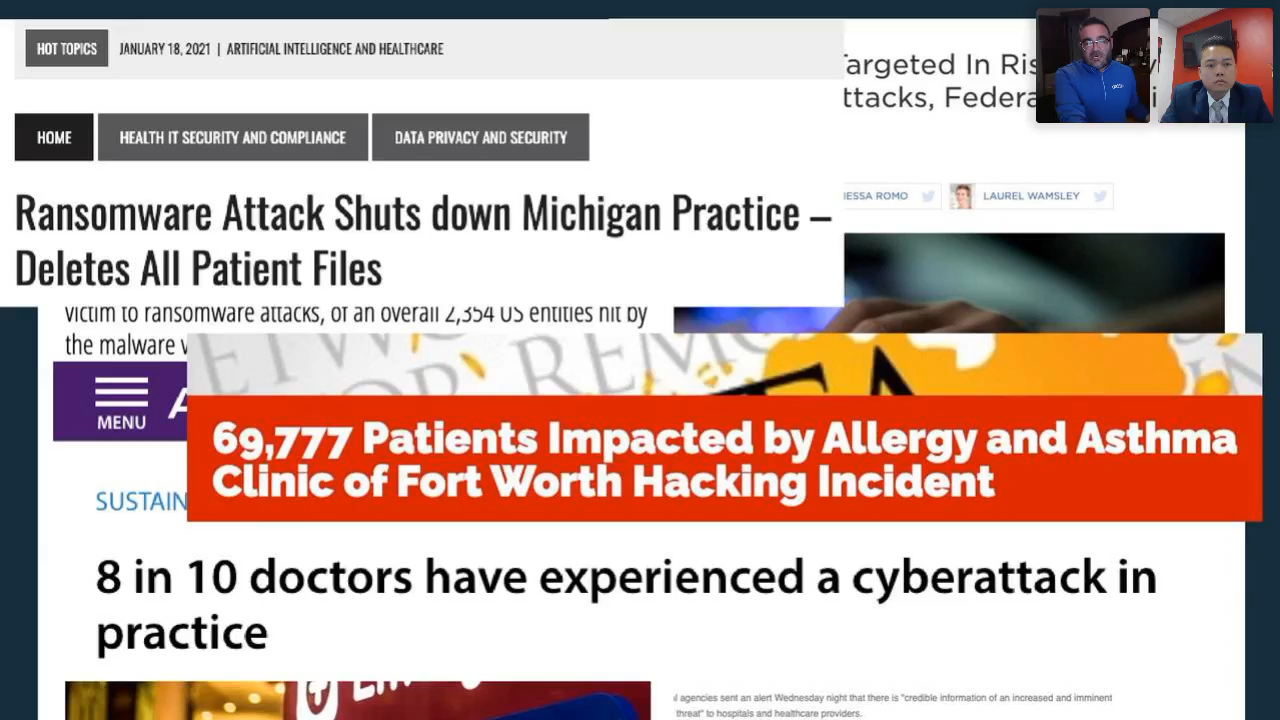 HOT TOPICS JANUARY 18, 2021 | ARTIFICIAL INTELLIGENCE AND HEALTHCARE
Targeted In Ris
ttacks, Federa
HOME HEALTH IT SECURITY AND COMPLIANCE DATA PRIVACY AND SECURITY
Ransomware Attack Shuts down Michigan Practice –
Deletes All Patient Files
ESSA ROMO LAUREL WAMSLEY
victim to ransomware attacks, of an overall 2,354 US entities hit by
the malware
MENU
69,777 Patients Impacted by Allergy and Asthma
Clinic of Fort Worth Hacking Incident
SUSTAIN
8 in 10 doctors have experienced a cyberattack in
practice
l agencies sent an alert Wednesday night that there is "credible information of an increased and imminent
threat" to hospitals and healthcare providers.